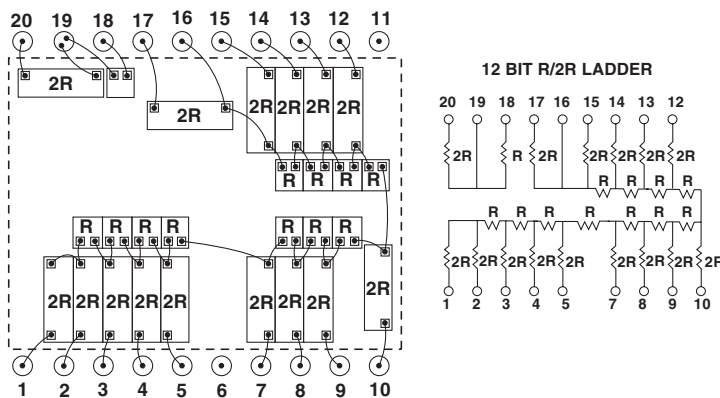 20 19 18 17 16 15 14 13 12 11
2R 2R 2R 2R 2R 2R
R R R R
R R R R R R R
2R 2R 2R 2R 2R 2R 2R 2R 2R
1 2 3 4 5 6 7 8 9 10
12 BIT R/2R LADDER
20 19 18 17 16 15 14 13 12
2R R 2R 2R 2R 2R 2R
R R R R
R R R R R R R
2R 2R 2R 2R 2R 2R 2R 2R 2R
1 2 3 4 5 7 8 9 10